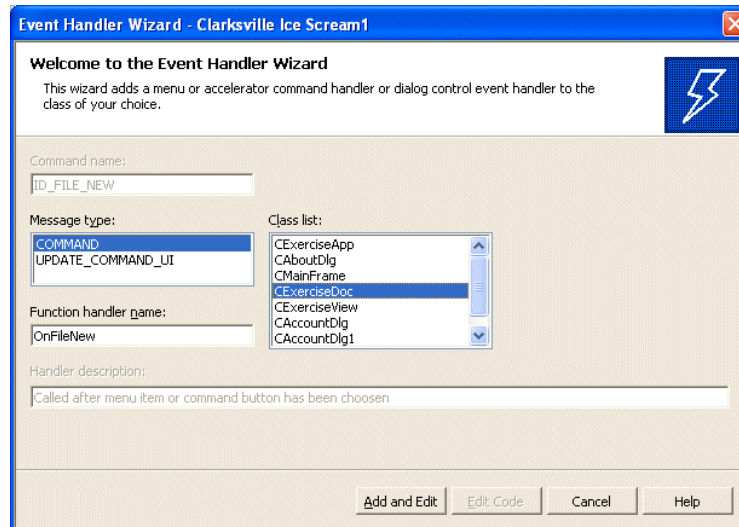 Event Handler Wizard - Clarksville Ice Scream1
Welcome to the Event Handler Wizard
This wizard adds a menu or accelerator command handler or dialog control event handler to the
class of your choice.
Command name:
ID_FILE_NEW
Message type:
COMMAND
UPDATE_COMMAND_UI
Class list:
CExerciseApp
CAboutDlg
CMainFrame
CExerciseDoc
CExerciseView
CAccountDlg
CAccountDlg1
Function handler name:
OnFileNew
Handler description:
Called after menu item or command button has been choosen
Add and Edit
Edit Code
Cancel
Help